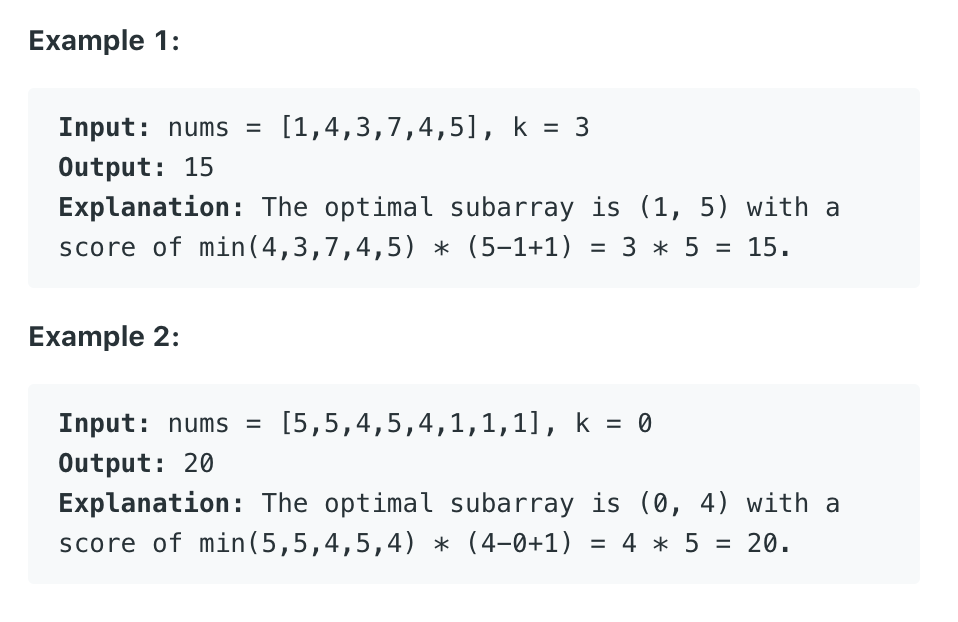 Example 1:
Input: nums = [1,4,3,7,4,5], k = 3
Output: 15
Explanation: The optimal subarray is (1, 5) with a
score of min(4,3,7,4,5) * (5-1+1) = 3 * 5 = 15.
Example 2:
Input: nums = [5,5,4,5,4,1,1,1], k = 0
Output: 20
Explanation: The optimal subarray is (0, 4) with a
score of min(5,5,4,5,4) * (4-0+1) = 4 * 5 = 20.